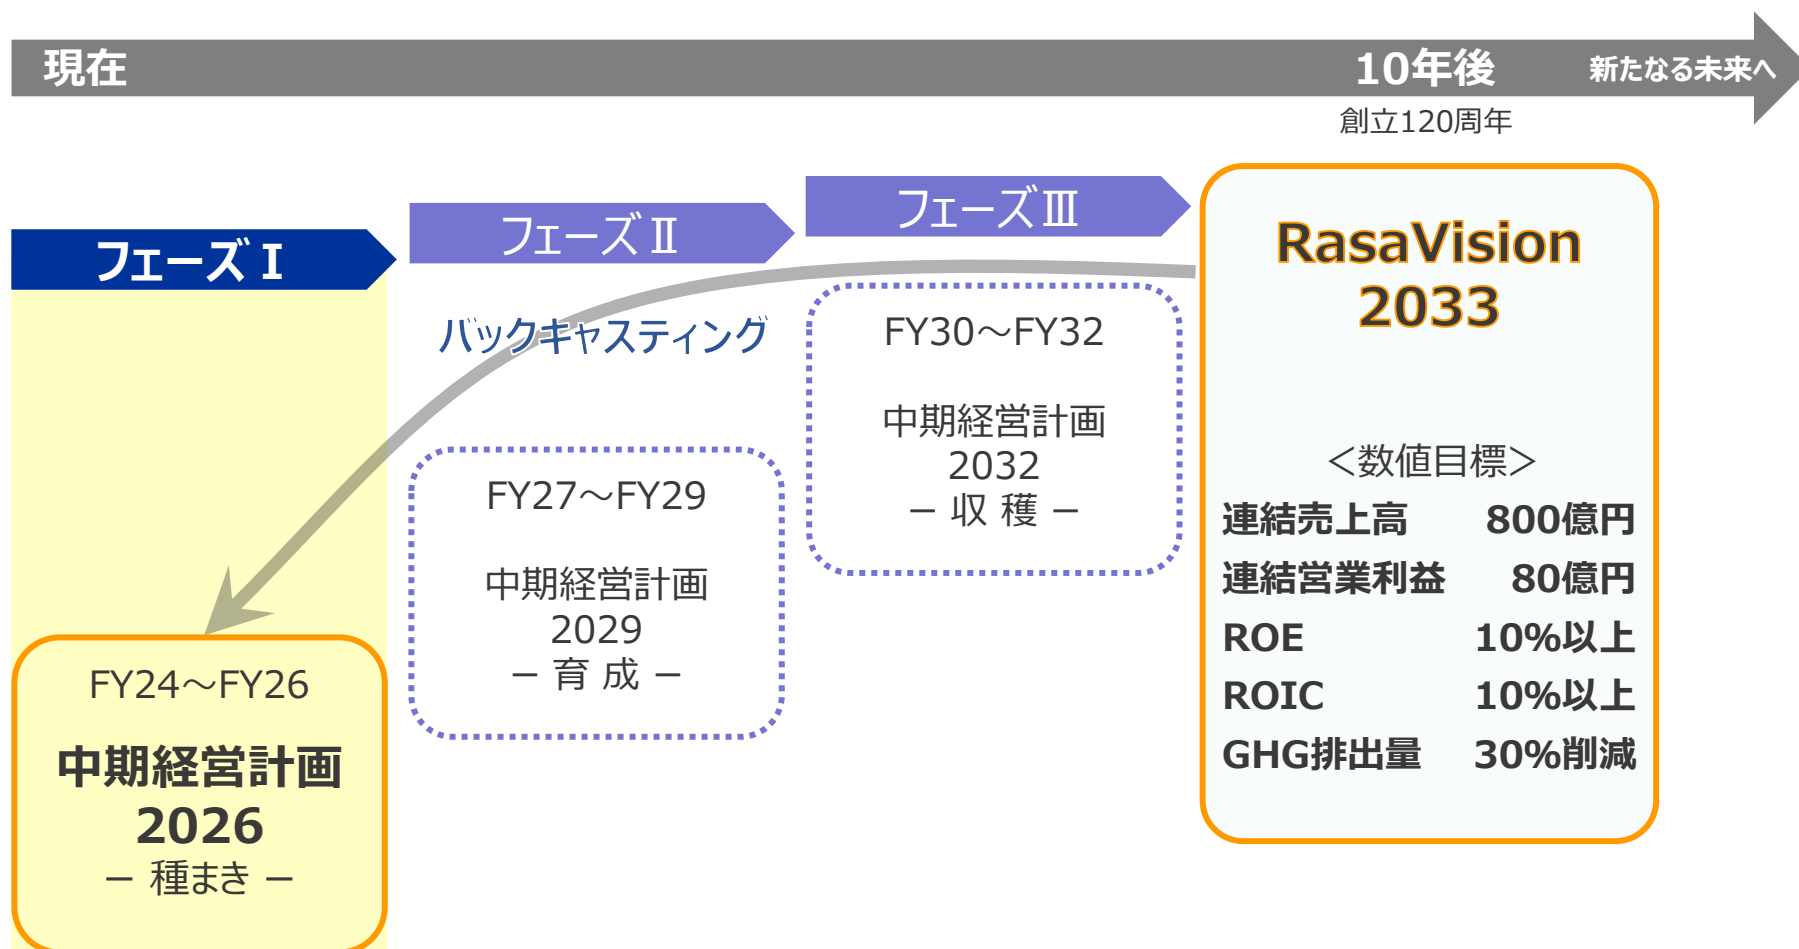 現在
10年後
新たなる未来へ
創立120周年
フェーズⅠ
フェーズⅡ
フェーズⅢ
バックキャスティング
FY24～FY26
中期経営計画
2026
－ 種まき －
FY27～FY29
中期経営計画
2029
－ 育 成 －
FY30～FY32
中期経営計画
2032
－ 収 穫 －
RasaVision
2033
＜数値目標＞
連結売上高 800億円
連結営業利益 80億円
ROE 10%以上
ROIC 10%以上
GHG排出量 30%削減